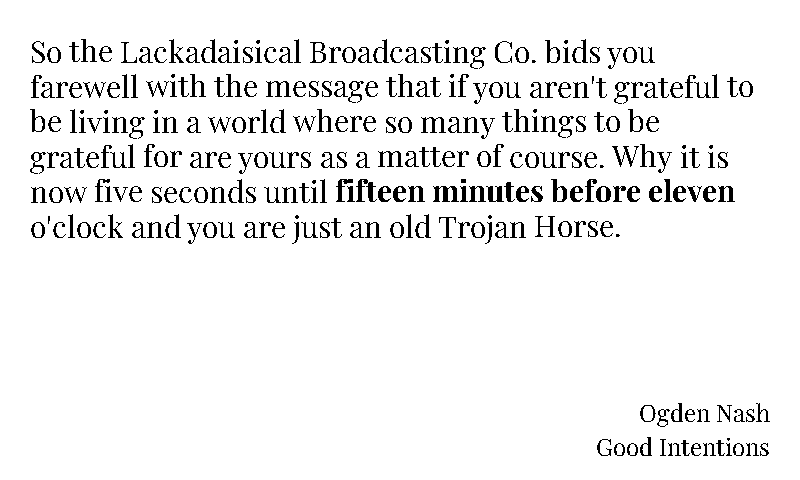 So the Lackadaisical Broadcasting Co. bids you
farewell with the message that if you aren't grateful to
be living in a world where so many things to be
grateful for are yours as a matter of course. Why it is
now five seconds until fifteen minutes before eleven
o'clock and you are just an old Trojan Horse.
Ogden Nash
Good Intentions